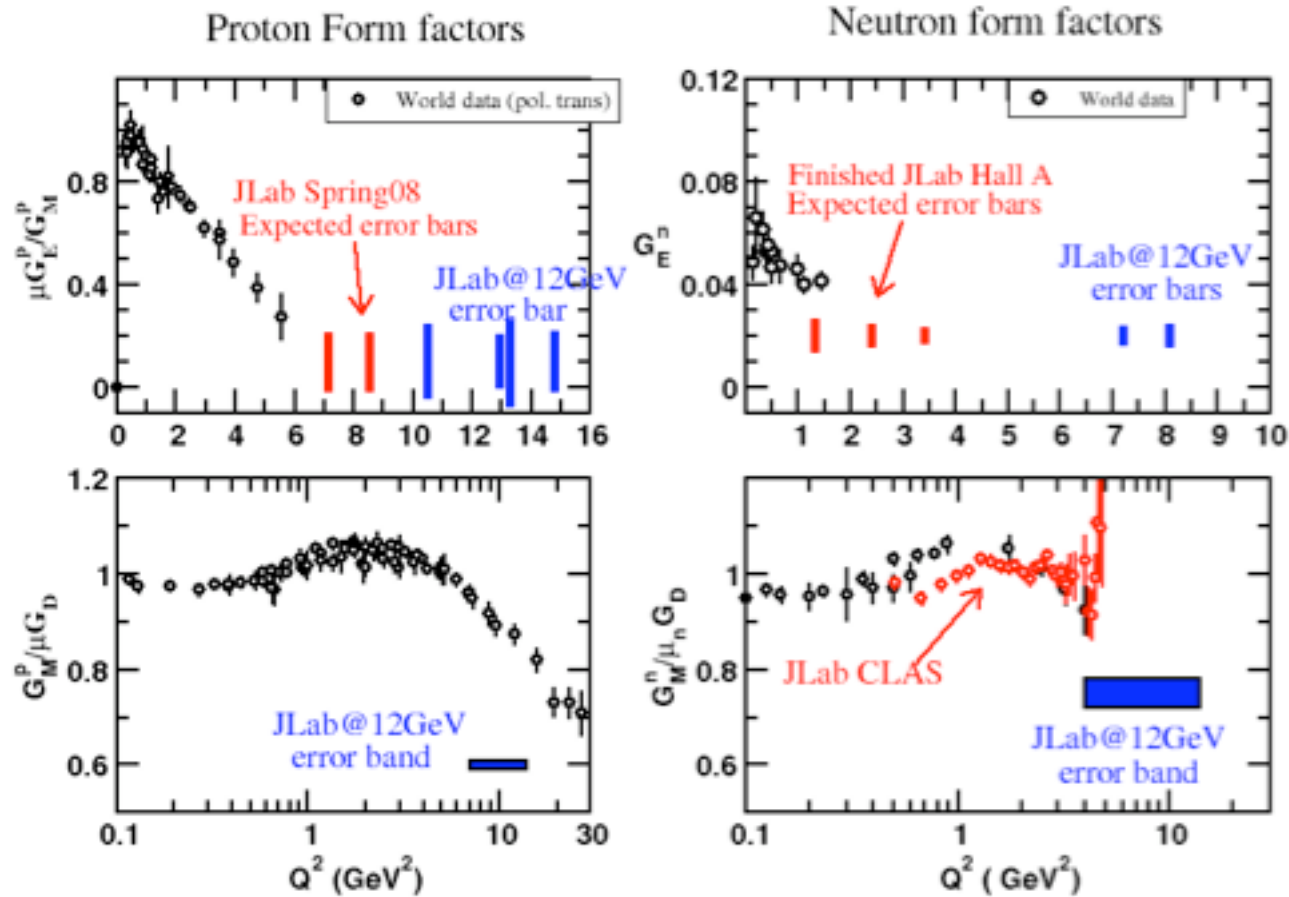 Proton Form factors
Neutron form factors
World data (pol. trans)
JLab Spring08
Expected error bars
JLab@12GeV
error bar
μG_E^P/G_M^P
0
0.4
0.8
0 2 4 6 8 10 12 14 16
World data
Finished JLab Hall A
Expected error bars
JLab@12GeV
error bars
G_E^n
0.12
0.08
0.04
0
1 2 3 4 5 6 7 8 9 10
1.2
1
0.8
0.6
G_M^P/μG_D
JLab@12GeV
error band
0.1 1 10 30
Q^2 (GeV^2)
1.2
1
0.8
0.6
G_M^n/μ_nG_D
JLab CLAS
JLab@12GeV
error band
0.1 1 10
Q^2 ( GeV^2)